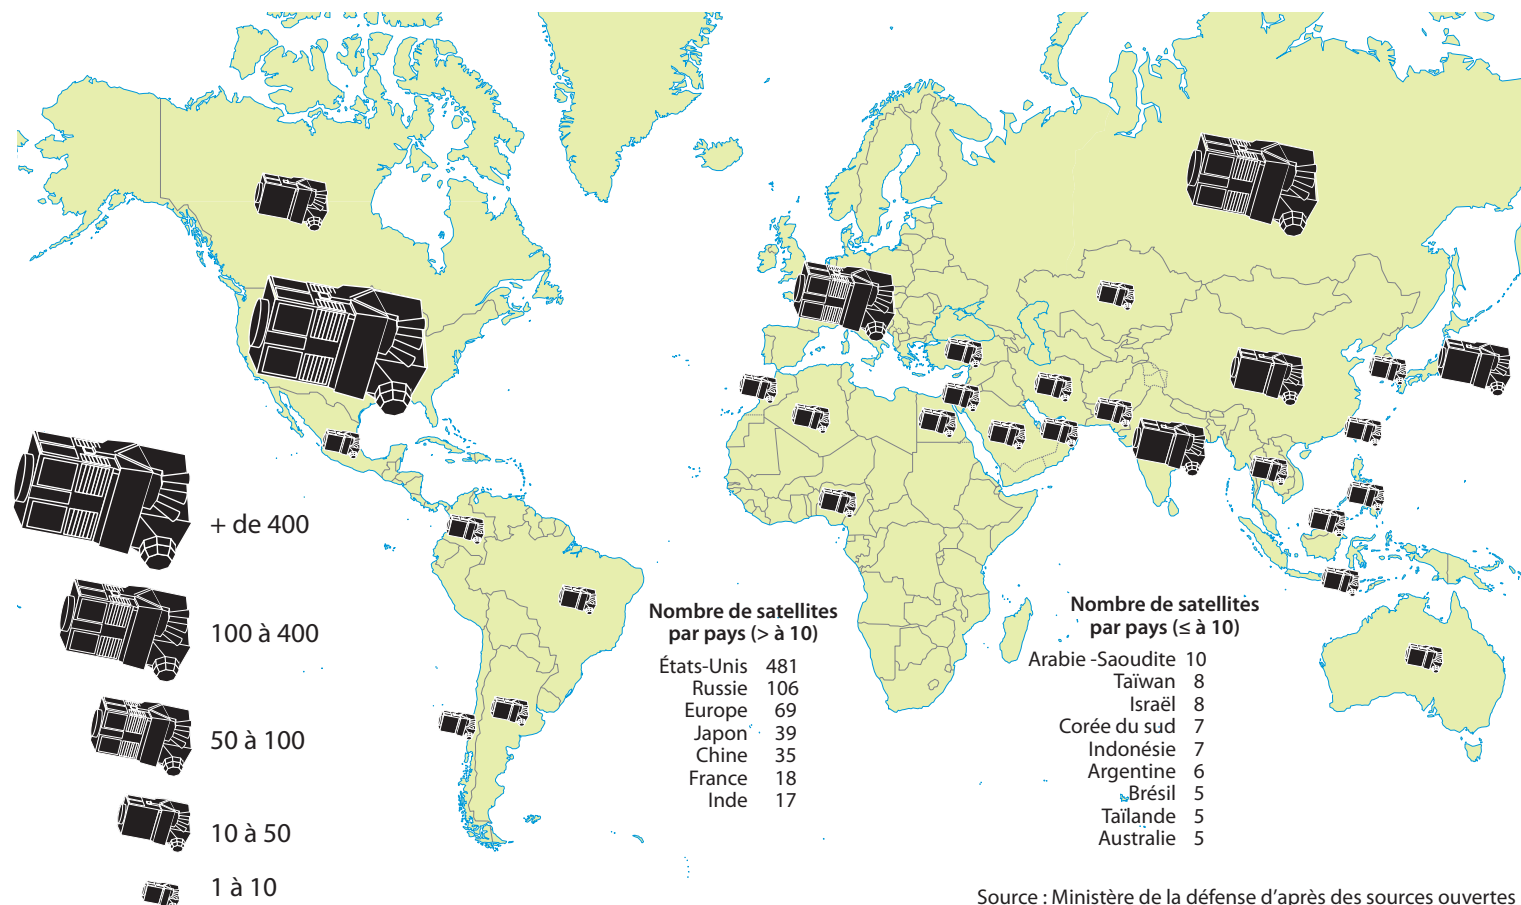 + de 400
100 à 400
50 à 100
10 à 50
1 à 10
Nombre de satellites
par pays (> à 10)
États-Unis 481
Russie 106
Europe 69
Japon 39
Chine 35
France 18
Inde 17
Nombre de satellites
par pays (≤ à 10)
Arabie -Saoudite 10
Taïwan 8
Israël 8
Corée du sud 7
Indonésie 7
Argentine 6
Brésil 5
Taïlande 5
Australie 5
Source : Ministère de la défense d'après des sources ouvertes